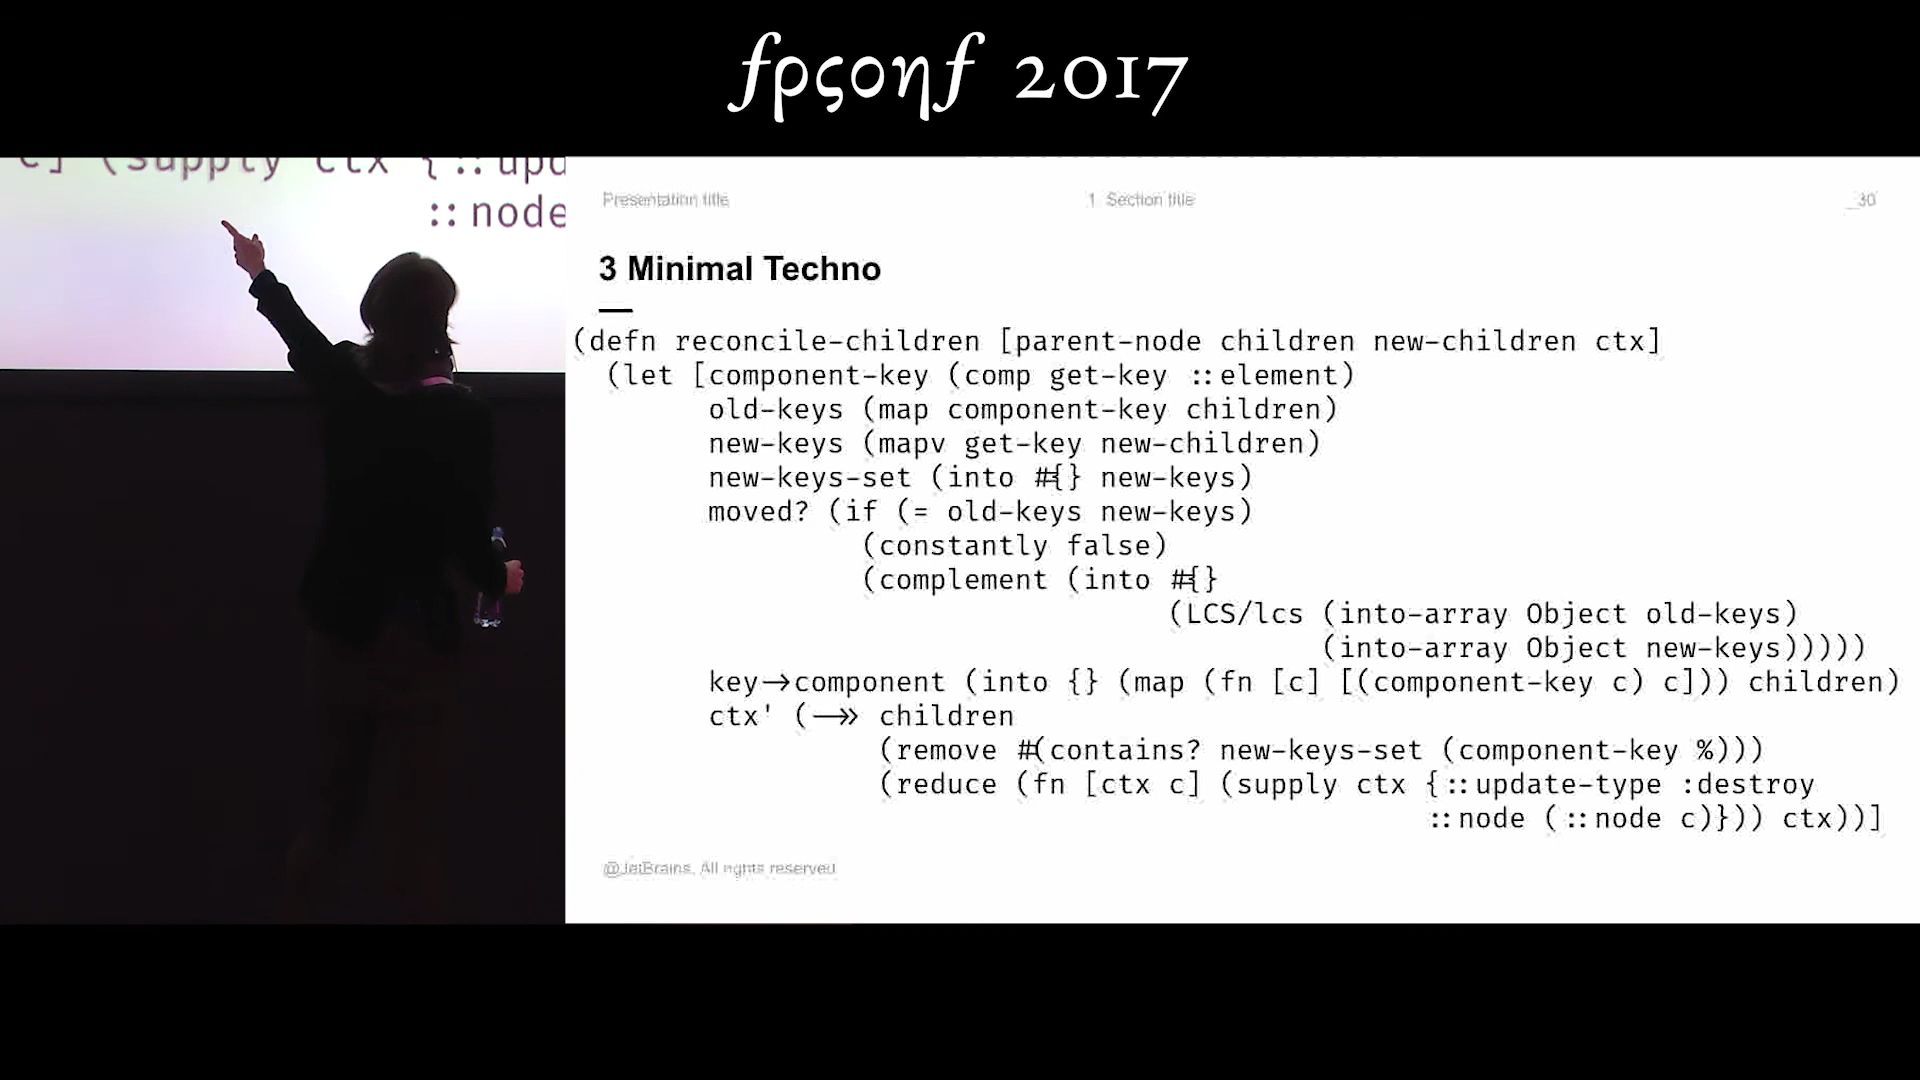 fρςοηf 2017
c] (supply ctx {::upd
::node
Presentation title
1 Section title
_30
3 Minimal Techno
(defn reconcile-children [parent-node children new-children ctx]
(let [component-key (comp get-key ::element)
old-keys (map component-key children)
new-keys (mapv get-key new-children)
new-keys-set (into #{} new-keys)
moved? (if (= old-keys new-keys)
(constantly false)
(complement (into #{}
(LCS/lcs (into-array Object old-keys)
(into-array Object new-keys)))))
key→component (into {} (map (fn [c] [(component-key c) c])) children)
ctx' (->> children
(remove #(contains? new-keys-set (component-key %)))
(reduce (fn [ctx c] (supply ctx {::update-type :destroy
::node (::node c)})) ctx))]
@JetBrains. All rights reserved